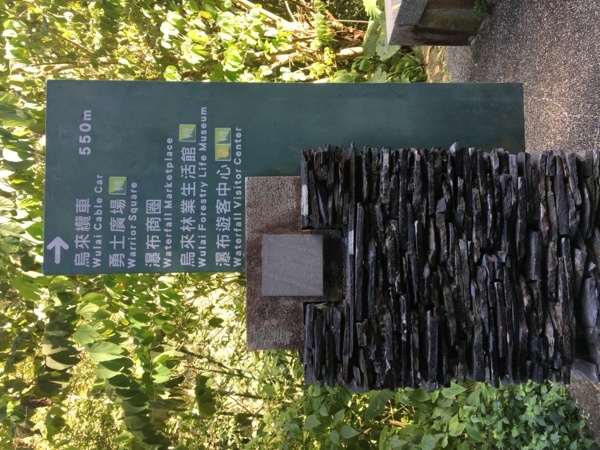 烏來纜車 550m
Wulai Cable Car
勇士廣場
Warrior Square
瀑布商圈
Waterfall Marketplace
烏來林業生活館
Wulai Forestry Life Museum
瀑布遊客中心
Waterfall Visitor Center